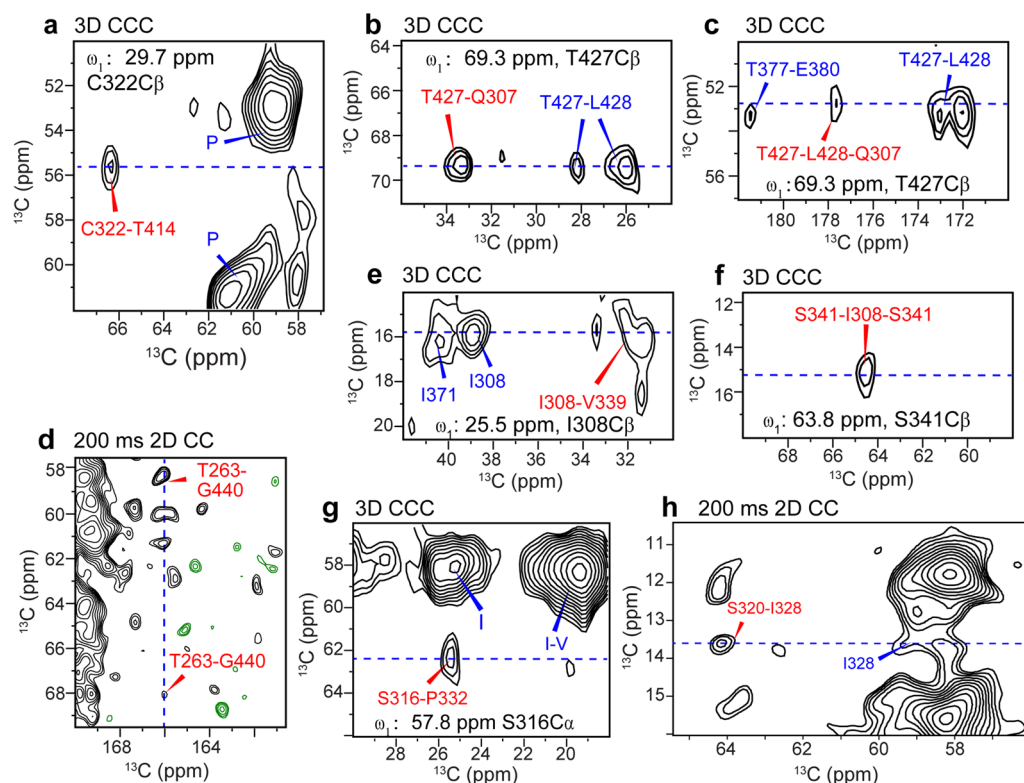 a 3D CCC
ω1: 29.7 ppm
C322Cβ
P
C322-T414
P
52
54
56
58
60
66 64 62 60 58
13C (ppm)
13C (ppm)
b 3D CCC
ω1: 69.3 ppm, T427Cβ
T427-Q307
T427-L428
64
66
68
70
34 32 30 28 26
13C (ppm)
13C (ppm)
c 3D CCC
T377-E380
T427-L428
T427-L428-Q307
ω1:69.3 ppm, T427Cβ
52
56
180 178 176 174 172
13C (ppm)
13C (ppm)
e 3D CCC
I371
I308
I308-V339
ω1: 25.5 ppm, I308Cβ
16
18
20
40 38 36 34 32
13C (ppm)
13C (ppm)
f 3D CCC
S341-I308-S341
ω1: 63.8 ppm, S341Cβ
12
14
16
68 66 64 62 60
13C (ppm)
13C (ppm)
d 200 ms 2D CC
T263-
G440
T263-G440
58
60
62
64
66
68
168 164
13C (ppm)
13C (ppm)
g 3D CCC
I
I-V
S316-P332
ω1: 57.8 ppm S316Cα
58
60
62
64
28 26 24 22 20
13C (ppm)
13C (ppm)
h 200 ms 2D CC
S320-I328
I328
11
12
13
14
15
64 62 60 58
13C (ppm)
13C (ppm)